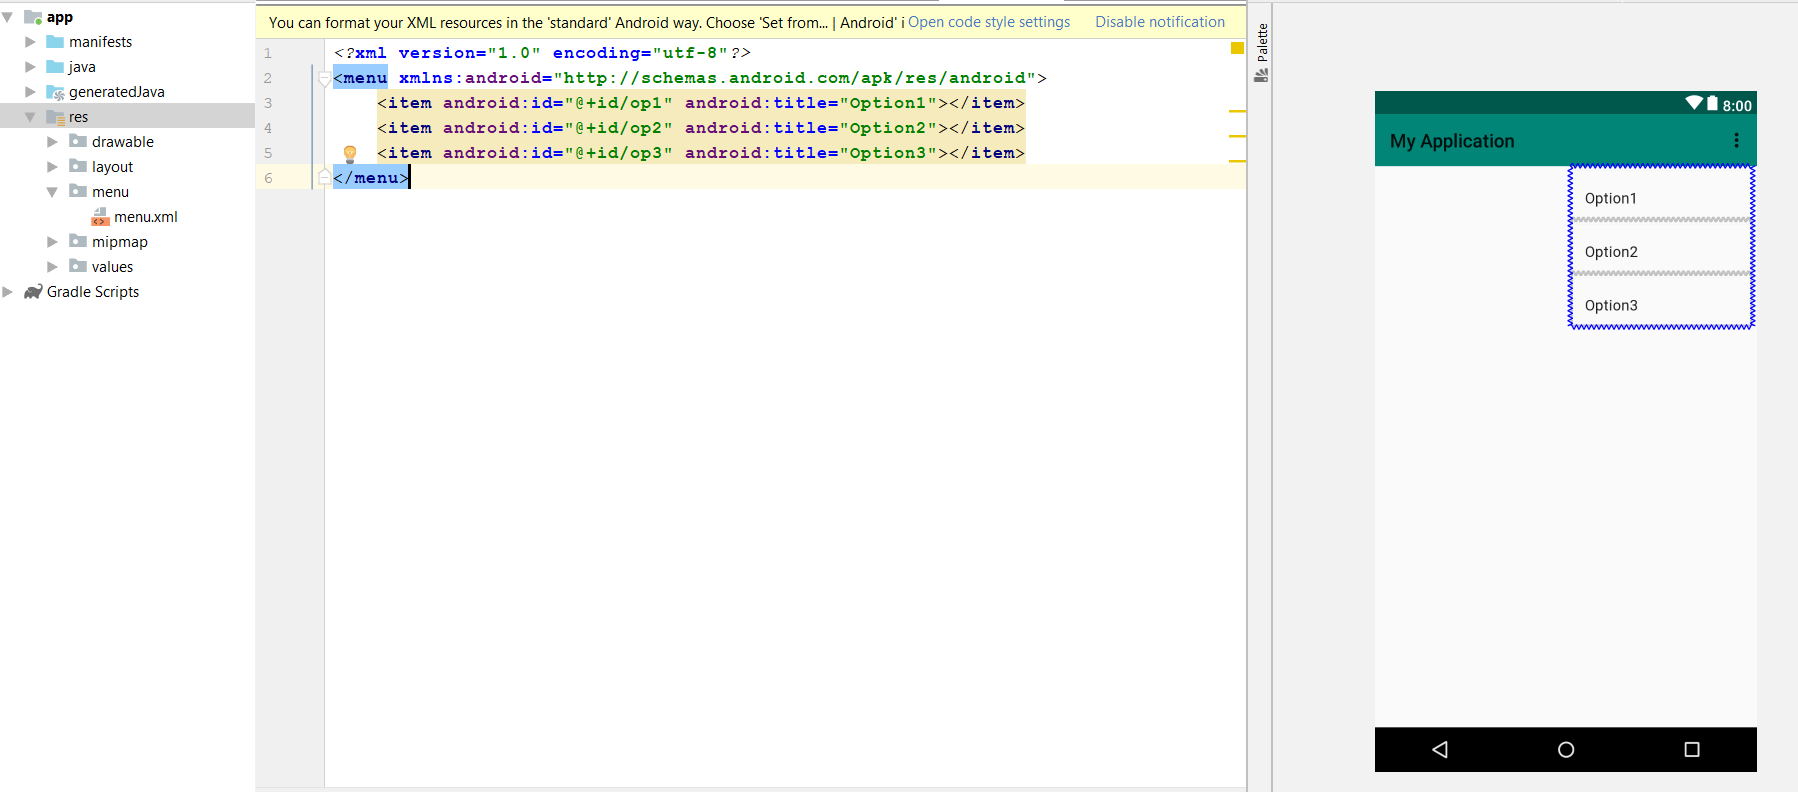 app
manifests
java
generatedJava
res
drawable
layout
menu
menu.xml
mipmap
values
Gradle Scripts
You can format your XML resources in the 'standard' Android way. Choose 'Set from... | Android' i Open code style settings Disable notification
1 <?xml version="1.0" encoding="utf-8"?>
2 <menu xmlns:android="http://schemas.android.com/apk/res/android">
3 <item android:id="@+id/op1" android:title="Option1"></item>
4 <item android:id="@+id/op2" android:title="Option2"></item>
5 <item android:id="@+id/op3" android:title="Option3"></item>
6 </menu>
Palette
8:00
My Application
Option1
Option2
Option3